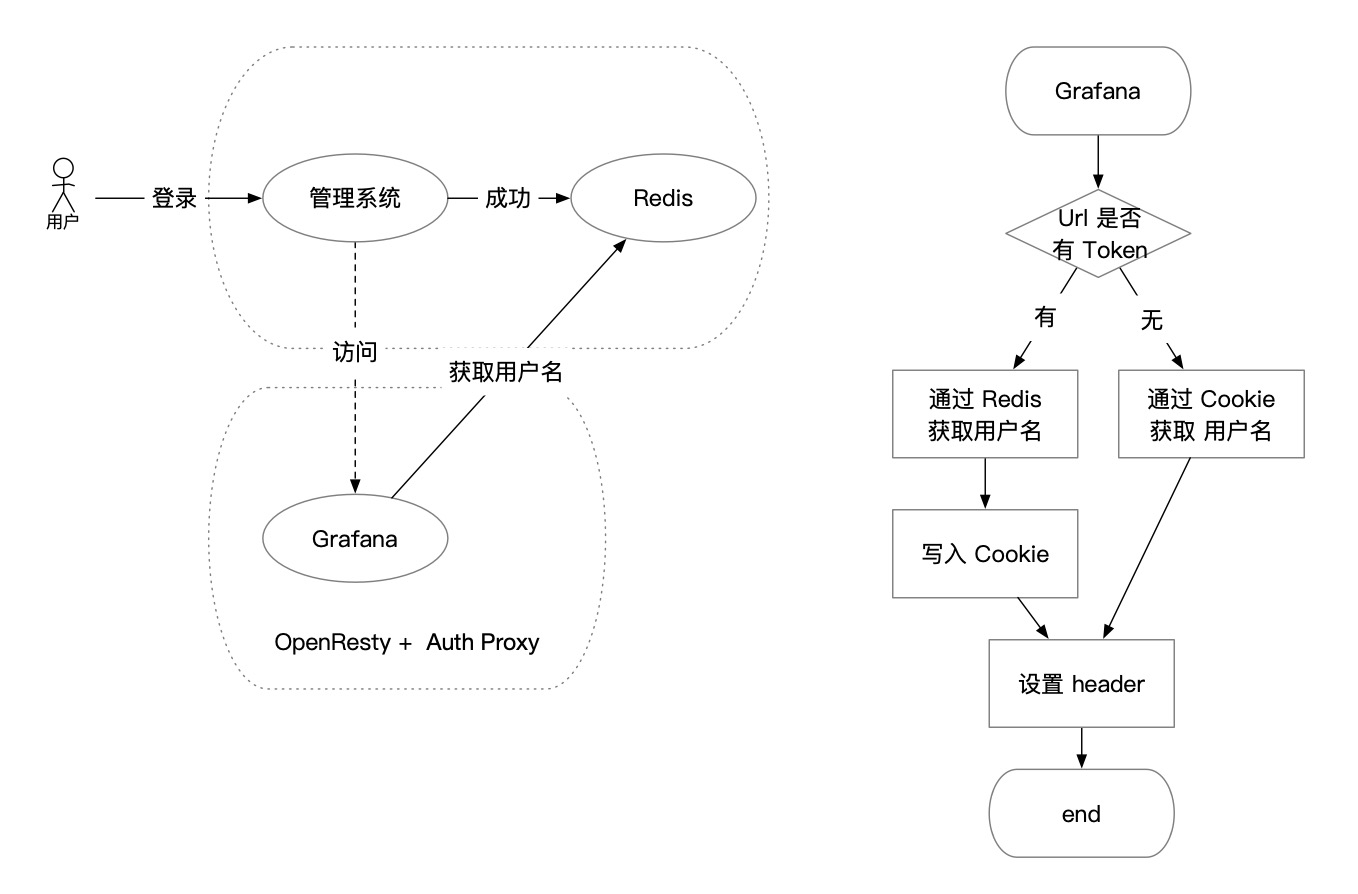 用户
登录
管理系统
成功
Redis
访问
获取用户名
Grafana
OpenResty + Auth Proxy
Grafana
Url 是否
有 Token
有
无
通过 Redis
获取用户名
通过 Cookie
获取 用户名
写入 Cookie
设置 header
end